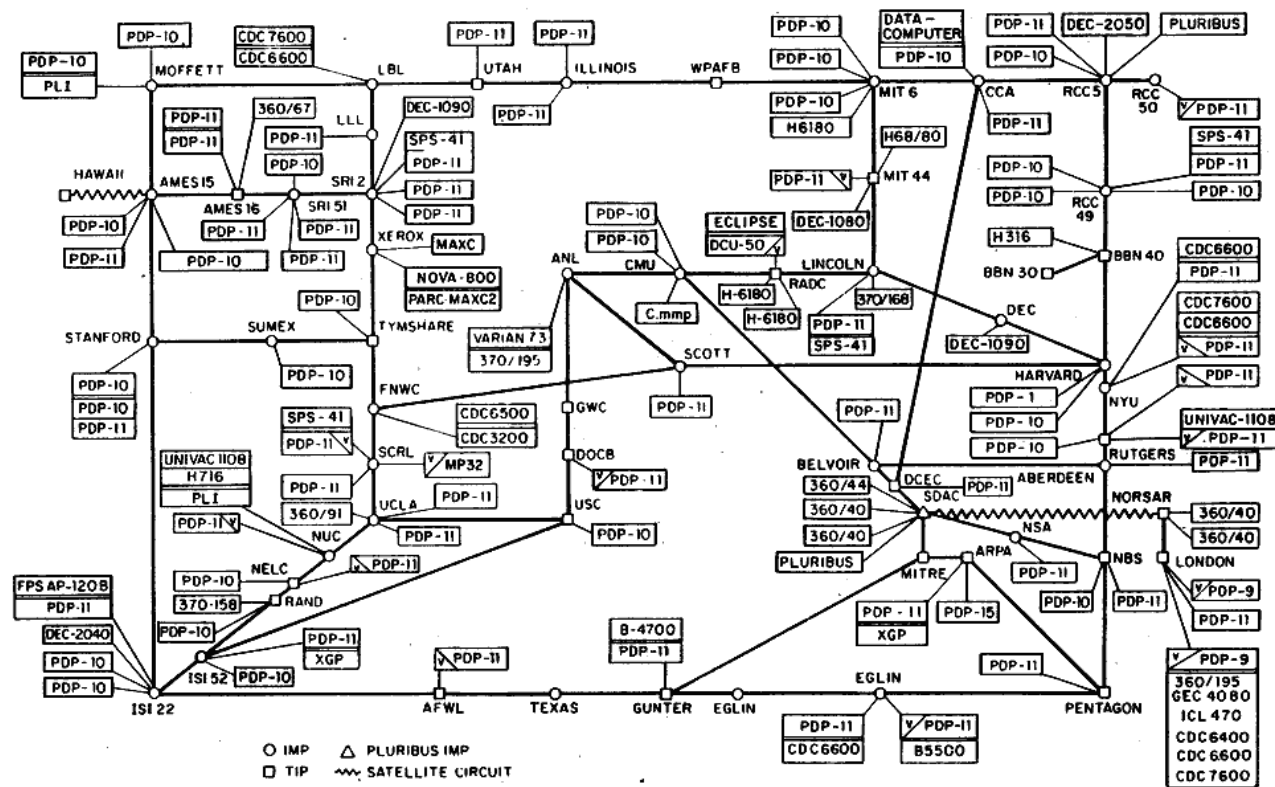 PDP-10
CDC7600
CDC6600
PDP-11
PDP-11
PDP-10
DATA-
COMPUTER
PDP-10
PDP-11
DEC-2050
PLURIBUS
PDP-10
PLI
MOFFETT
LBL
UTAH
ILLINOIS
WPAFB
PDP-10
PDP-10
MIT 6
CCA
RCC5
RCC
50
PDP-10
PDP-11
PDP-10
H6180
PDP-11
V PDP-11
PDP-11
PDP-11
360/67
LLL
PDP-11
DEC-1090
SPS-41
PDP-11
H68/80
SPS-41
PDP-11
PDP-10
HAWAII
AMES 15
AMES 16
PDP-10
SRI 51
SRI 2
PDP-11
PDP-11
PDP-11 V
MIT 44
DEC-1080
PDP-10
PDP-10
RCC
49
PDP-10
PDP-11
PDP-10
PDP-11
PDP-11
PDP-11
XEROX
MAXC
NOVA-800
PARC-MAXC2
PDP-10
PDP-10
CMU
C.mmp
ECLIPSE
DCU-50 V
RADC
H-6180
H-6180
LINCOLN
370/168
PDP-11
SPS-41
H316
BBN 30
BBN 40
CDC6600
PDP-11
CDC7600
CDC6600
V PDP-11
V PDP-11
ANL
VARIAN 73
370/195
DEC
DEC-1090
STANFORD
SUMEX
PDP-10
TYMSHARE
PDP-10
SCOTT
PDP-11
HARVARD
NYU
PDP-1
PDP-10
PDP-10
PDP-10
PDP-10
PDP-11
FNWC
CDC6500
CDC3200
GWC
SPS-41
PDP-11 V
SCRL
V MP32
DOCB
V PDP-11
PDP-11
UNIVAC-1108
V PDP-11
RUTGERS
PDP-11
UNIVAC 1108
H716
PLI
PDP-11 V
NUC
PDP-11
360/91
UCLA
PDP-11
PDP-11
USC
PDP-10
BELVOIR
360/44
360/40
360/40
PLURIBUS
DCEC
PDP-11
SDAC
ABERDEEN
NSA
PDP-11
NORSAR
360/40
360/40
NELC
PDP-10
V PDP-11
370-158
RAND
PDP-10
MITRE
ARPA
PDP-11
XGP
PDP-15
NBS
PDP-10
PDP-11
LONDON
V PDP-9
PDP-11
FPS AP-120B
PDP-11
DEC-2040
PDP-10
PDP-10
ISI 22
ISI 52
PDP-11
XGP
PDP-10
V PDP-11
AFWL
TEXAS
B-4700
PDP-11
GUNTER
EGLIN
EGLIN
PDP-11
CDC6600
V PDP-11
B5500
PDP-11
PENTAGON
V PDP-9
360/195
GEC 4080
ICL 470
CDC6400
CDC6600
CDC7600
IMP
PLURIBUS IMP
TIP
SATELLITE CIRCUIT